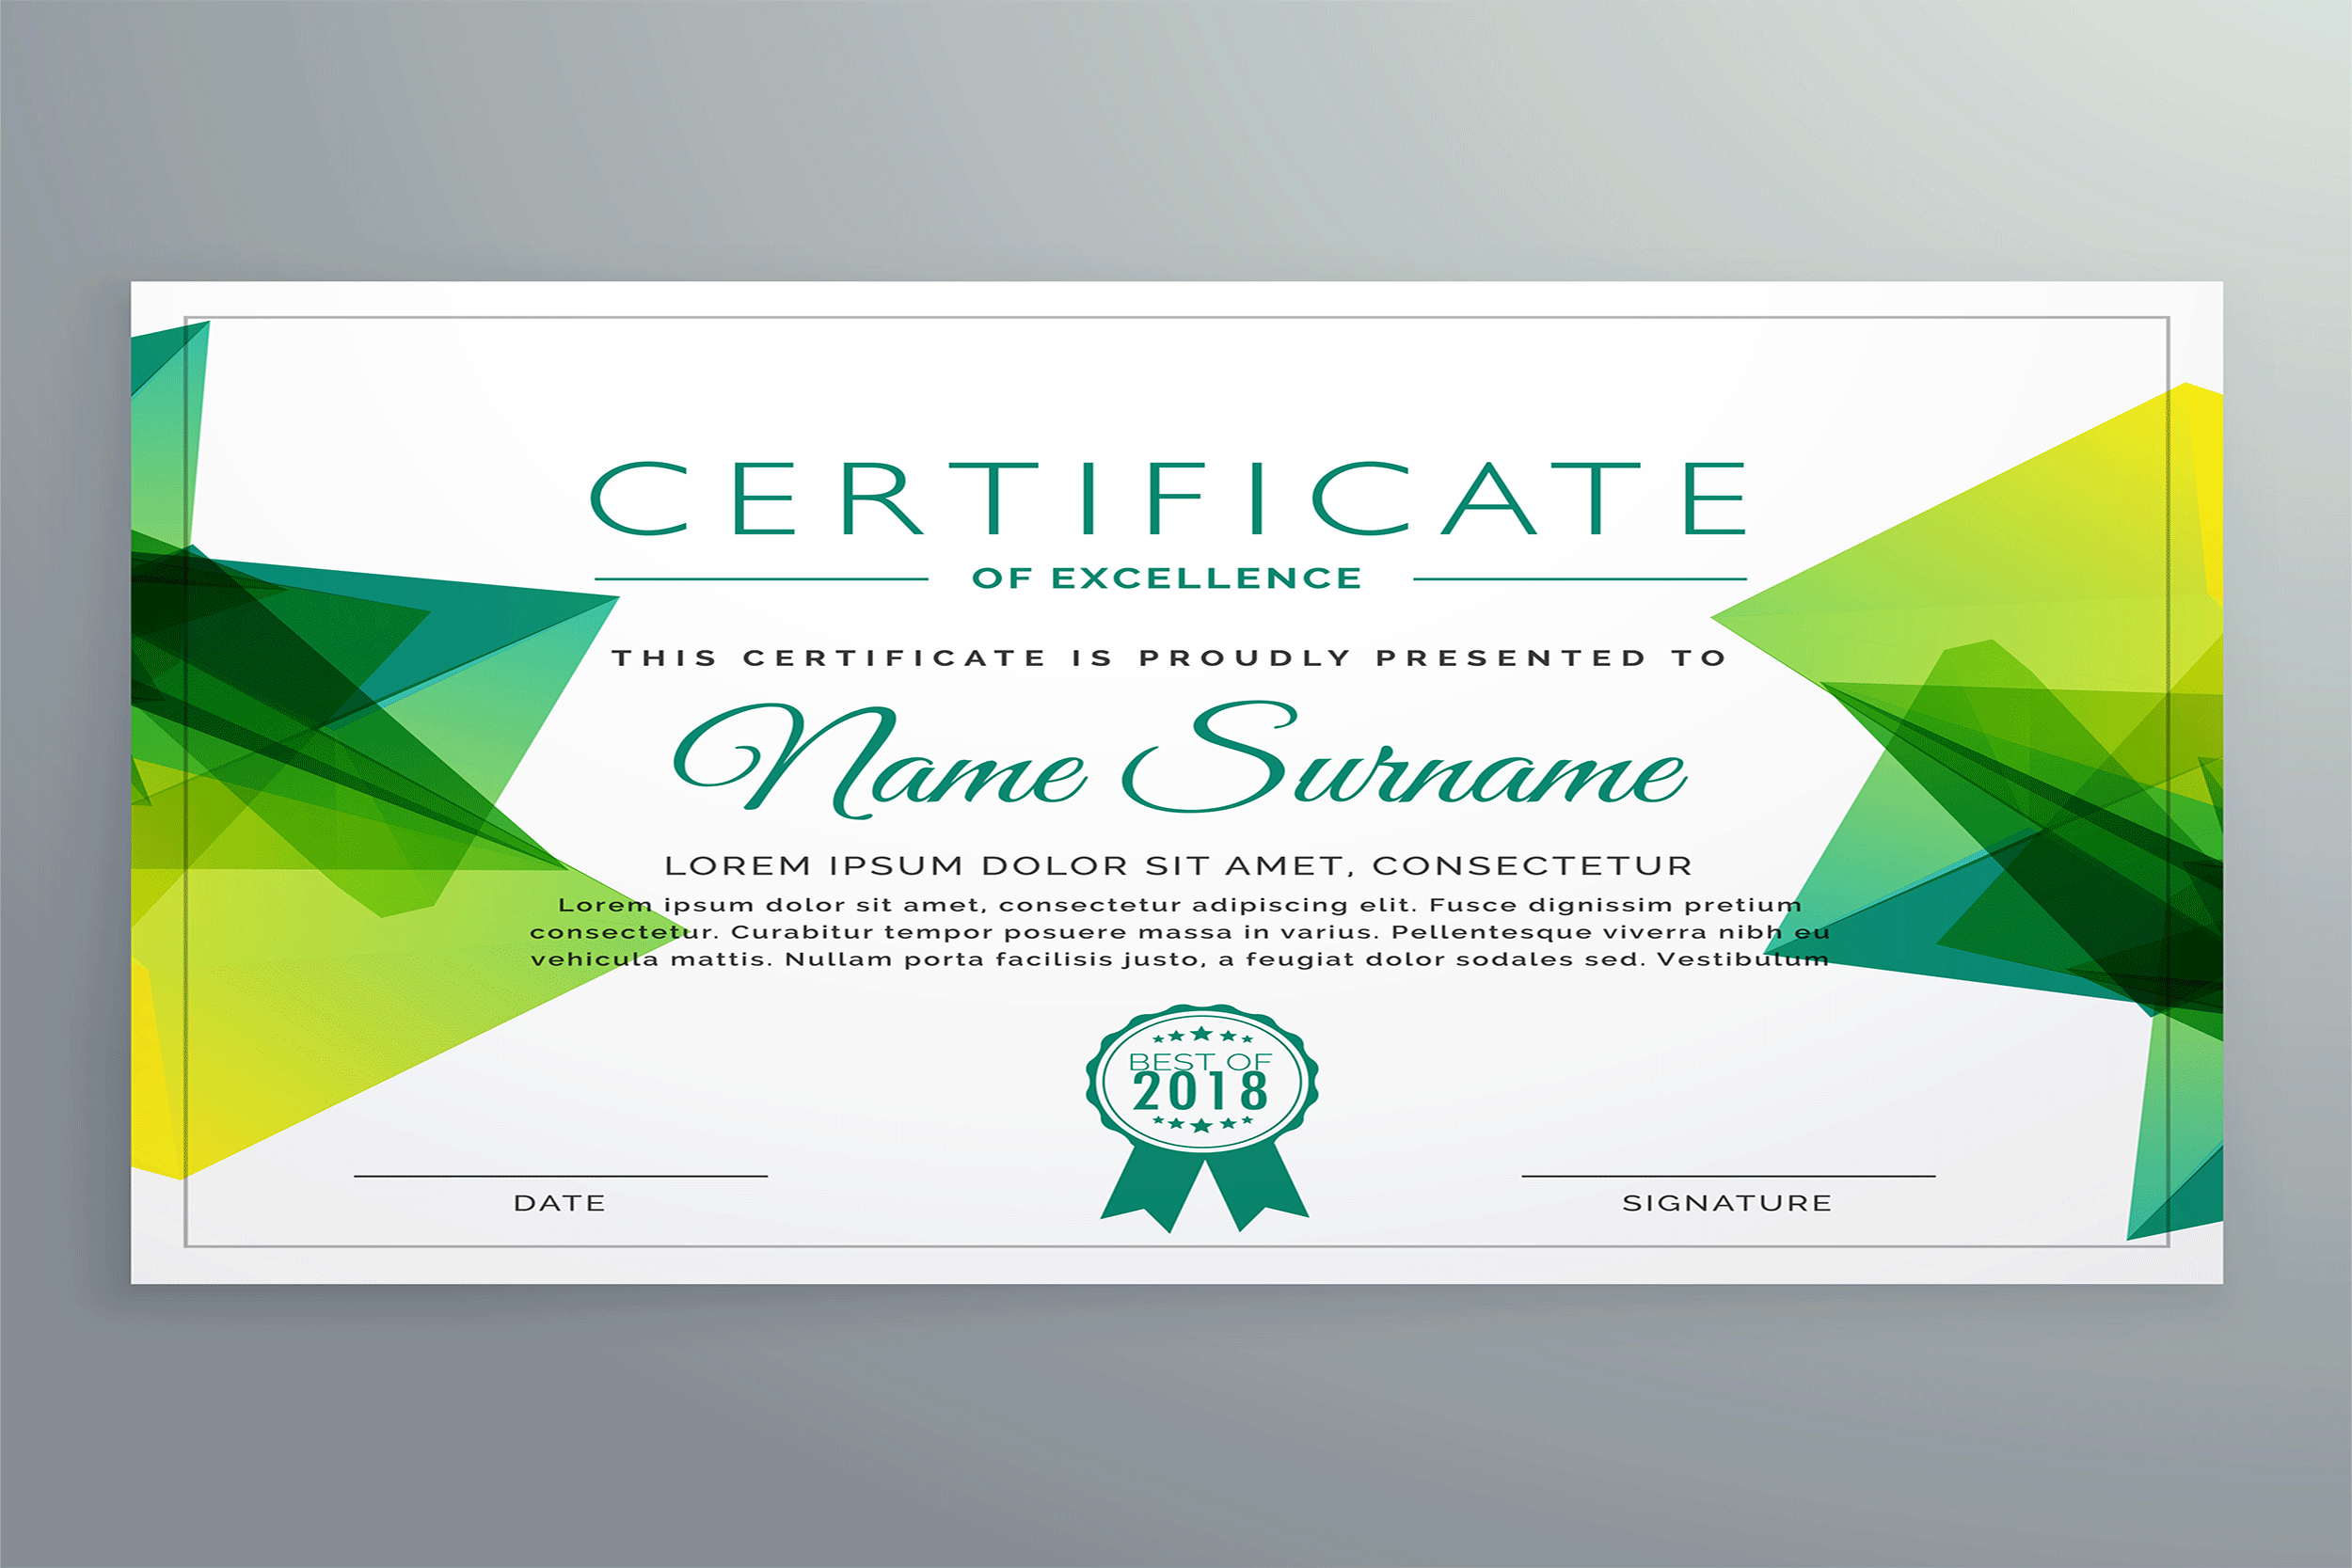 CERTIFICATE
OF EXCELLENCE
THIS CERTIFICATE IS PROUDLY PRESENTED TO
Name Surname
LOREM IPSUM DOLOR SIT AMET, CONSECTETUR
Lorem ipsum dolor sit amet, consectetur adipiscing elit. Fusce dignissim pretium
consectetur. Curabitur tempor posuere massa in varius. Pellentesque viverra nibh eu
vehicula mattis. Nullam porta facilisis justo, a feugiat dolor sodales sed. Vestibulum
BEST OF
2018
DATE
SIGNATURE